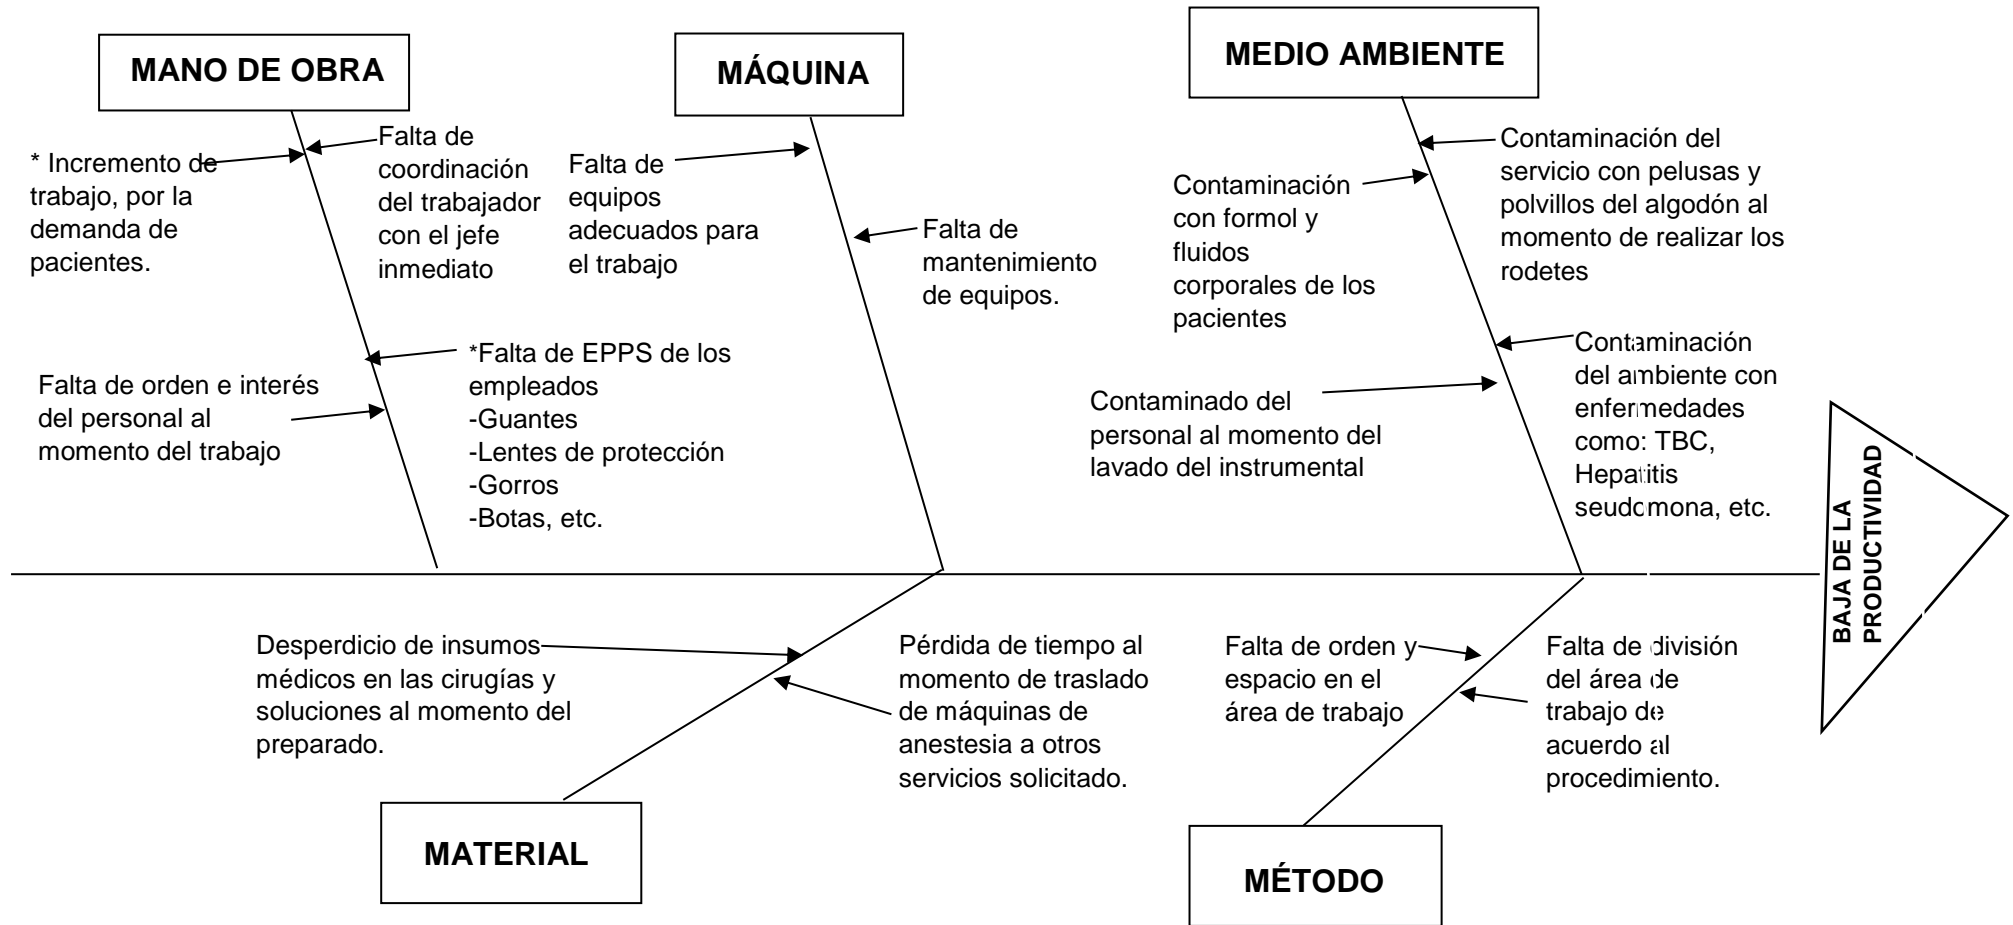 MANO DE OBRA
MÁQUINA
MEDIO AMBIENTE
* Incremento de
trabajo, por la
demanda de
pacientes.
Falta de
coordinación
del trabajador
con el jefe
inmediato
Falta de orden e interés
del personal al
momento del trabajo
*Falta de EPPS de los
empleados
-Guantes
-Lentes de protección
-Gorros
-Botas, etc.
Falta de
equipos
adecuados para
el trabajo
Falta de
mantenimiento
de equipos.
Contaminación
con formol y
fluidos
corporales de los
pacientes
Contaminación del
servicio con pelusas y
polvillos del algodón al
momento de realizar los
rodetes
Contaminado del
personal al momento del
lavado del instrumental
Contaminación
del ambiente con
enfermedades
como: TBC,
Hepatitis
seudomona, etc.
BAJA DE LA
PRODUCTIVIDAD
Desperdicio de insumos
médicos en las cirugías y
soluciones al momento del
preparado.
Pérdida de tiempo al
momento de traslado
de máquinas de
anestesia a otros
servicios solicitado.
Falta de orden y
espacio en el
área de trabajo
Falta de división
del área de
trabajo de
acuerdo al
procedimiento.
MATERIAL
MÉTODO